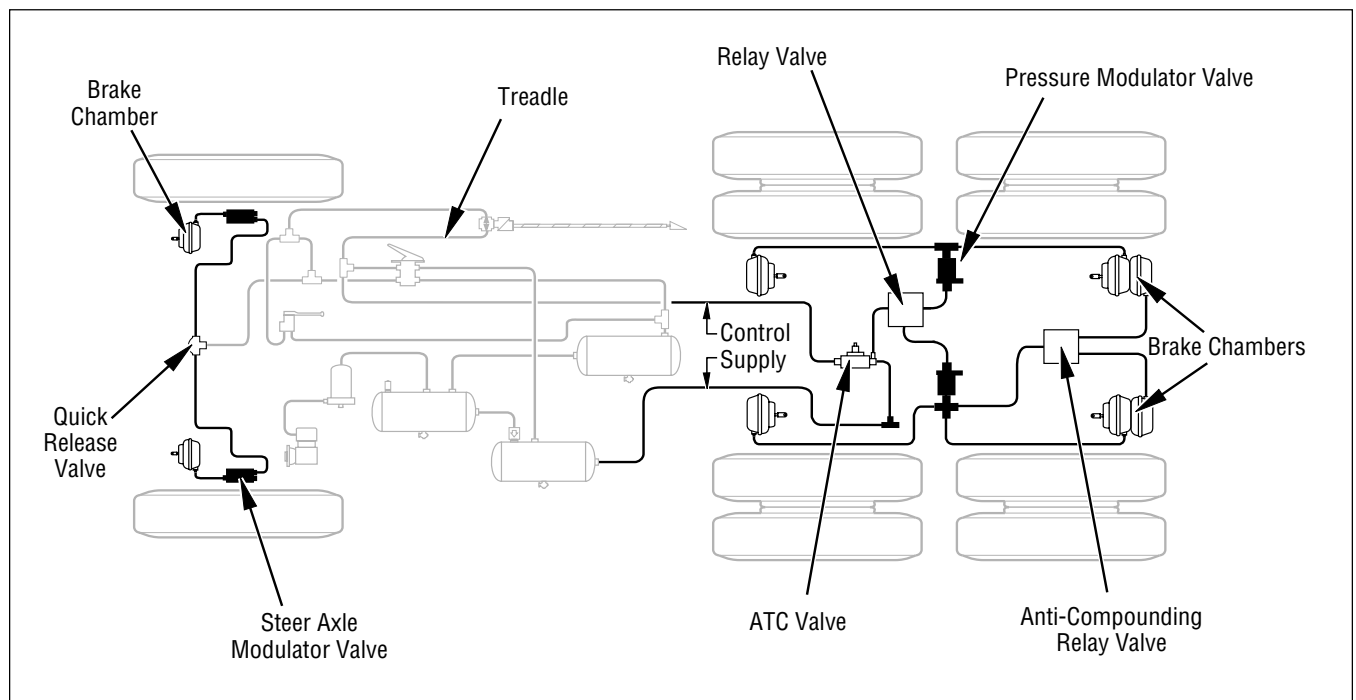 Brake
Chamber
Treadle
Relay Valve
Pressure Modulator Valve
Control
Supply
Brake Chambers
Quick
Release
Valve
Steer Axle
Modulator Valve
ATC Valve
Anti-Compounding
Relay Valve